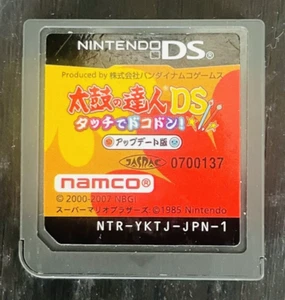 NINTENDO DS
Produced by 株式会社バンダイナムコゲームス
太鼓の達人DS
タッチでドコドン!
アップデート版
JASRAC 0700137
namco®
© 2000-2007 NBGI
スーパーマリオブラザーズ ©1985 Nintendo
NTR-YKTJ-JPN-1